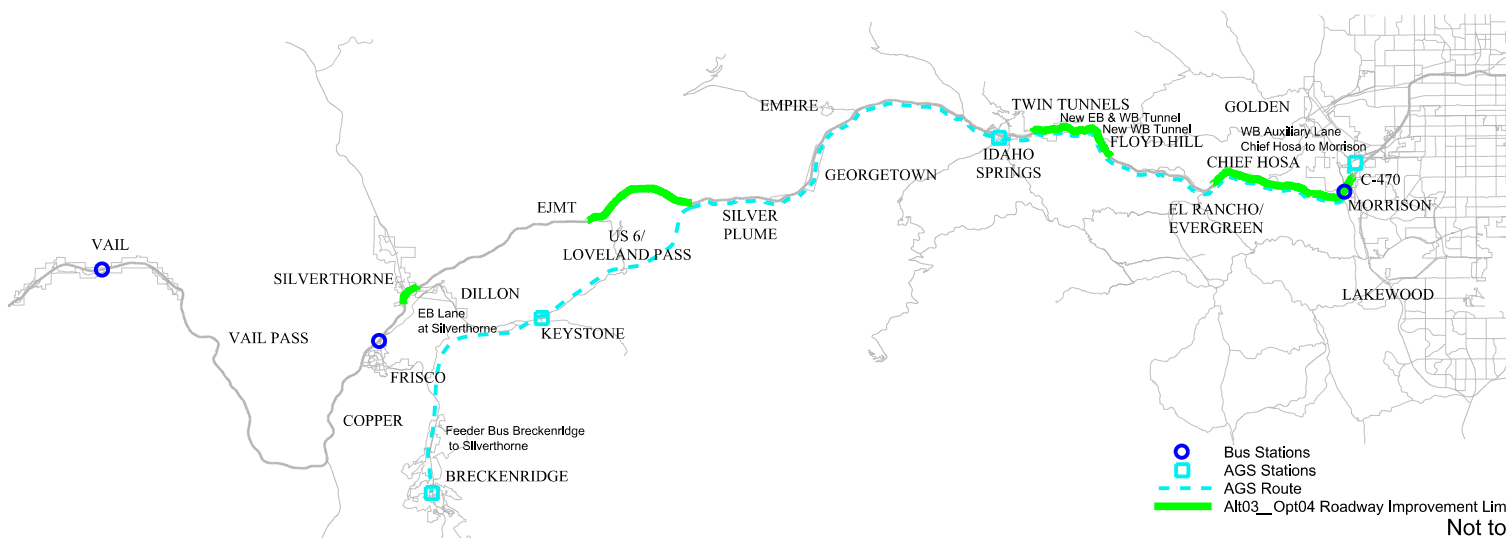 VAIL
VAIL PASS
COPPER
FRISCO
SILVERTHORNE
EB Lane
at Silverthorne
DILLON
Feeder Bus Breckenridge
to Silverthorne
BRECKENRIDGE
KEYSTONE
EJMT
US 6/
LOVELAND PASS
SILVER
PLUME
GEORGETOWN
EMPIRE
IDAHO
SPRINGS
TWIN TUNNELS
New EB & WB Tunnel
New WB Tunnel
FLOYD HILL
EL RANCHO/
EVERGREEN
CHIEF HOSA
GOLDEN
WB Auxiliary Lane
Chief Hosa to Morrison
C-470
MORRISON
LAKEWOOD
Bus Stations
AGS Stations
AGS Route
Alt03__Opt04 Roadway Improvement Lim
Not to